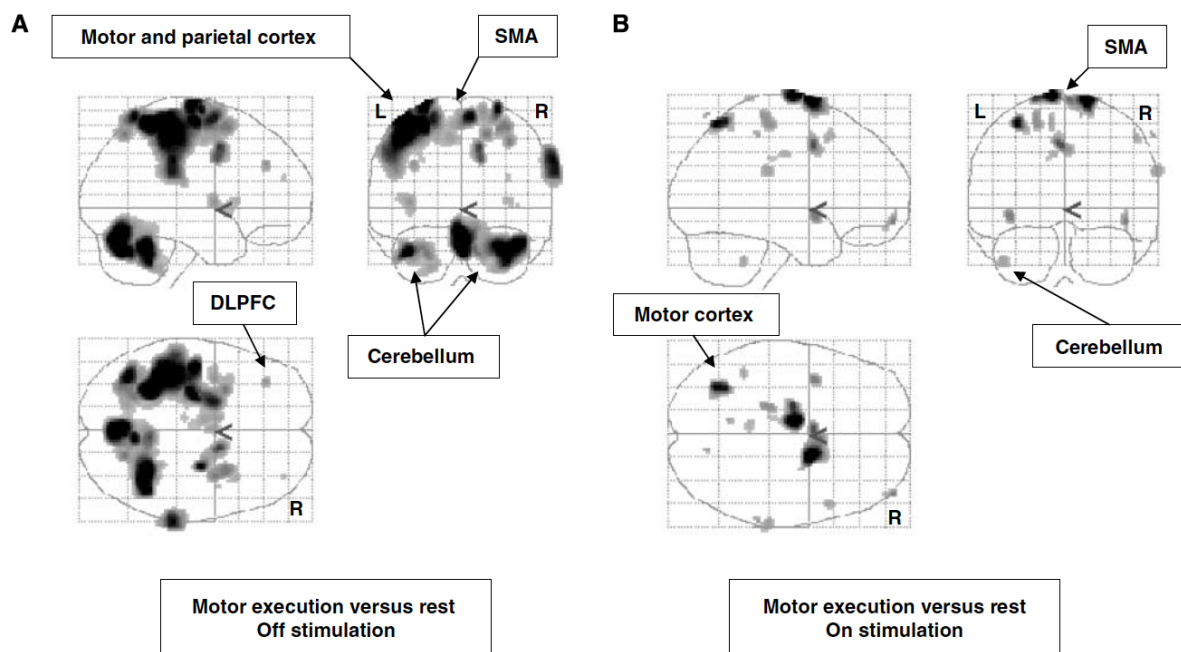 A
Motor and parietal cortex
SMA
L
R
DLPFC
Cerebellum
R
Motor execution versus rest
Off stimulation
B
SMA
L
R
Motor cortex
Cerebellum
R
Motor execution versus rest
On stimulation